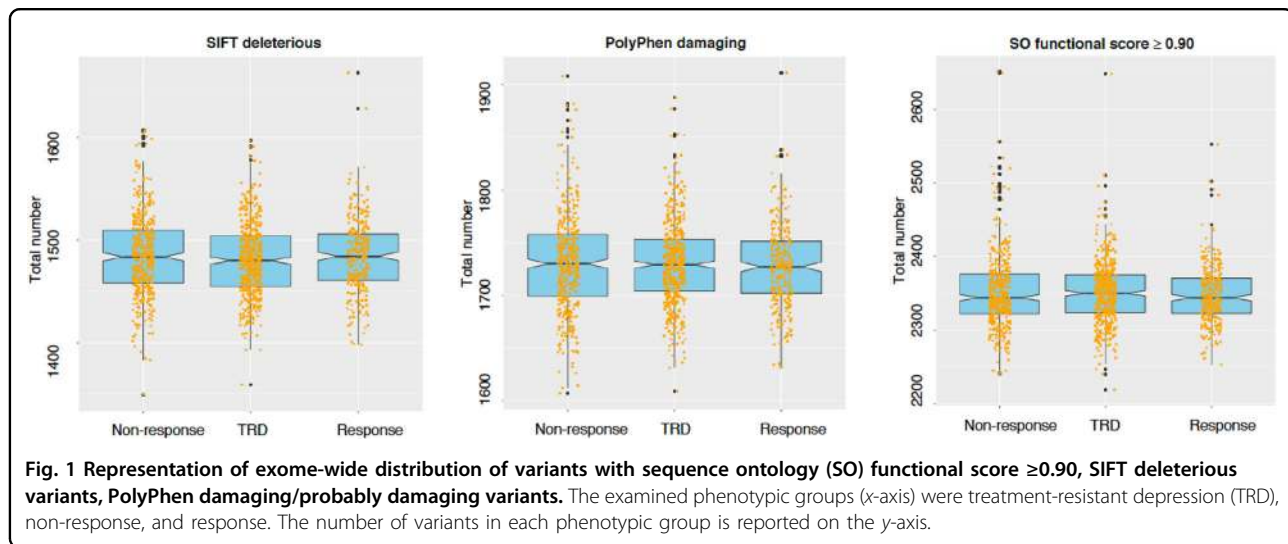 SIFT deleterious
Total number
1600
1500
1400
Non-response TRD Response
PolyPhen damaging
Total number
1900
1800
1700
1600
Non-response TRD Response
SO functional score ≥ 0.90
Total number
2600
2500
2400
2300
2200
Non-response TRD Response
Fig. 1 Representation of exome-wide distribution of variants with sequence ontology (SO) functional score ≥0.90, SIFT deleterious
variants, PolyPhen damaging/probably damaging variants. The examined phenotypic groups (x-axis) were treatment-resistant depression (TRD),
non-response, and response. The number of variants in each phenotypic group is reported on the y-axis.